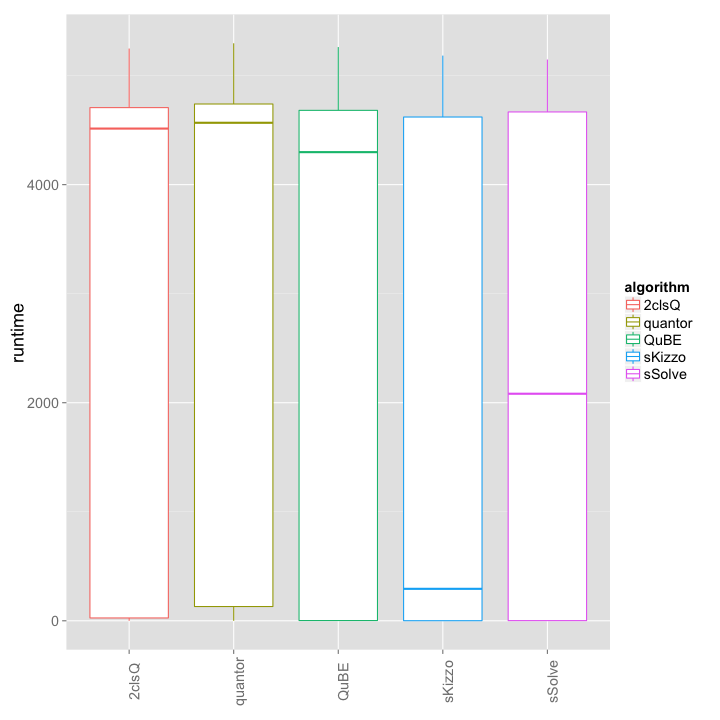 4000
2000
0
runtime
2clsQ
quantor
QuBE
sKizzo
sSolve
algorithm
2clsQ
quantor
QuBE
sKizzo
sSolve